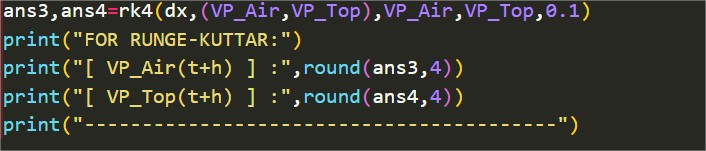 ans3,ans4=rk4(dx,(VP_Air,VP_Top),VP_Air,VP_Top,0.1)
print("FOR RUNGE-KUTTAR:")
print("[ VP_Air(t+h) ] :",round(ans3,4))
print("[ VP_Top(t+h) ] :",round(ans4,4))
print("----------------------------------------")